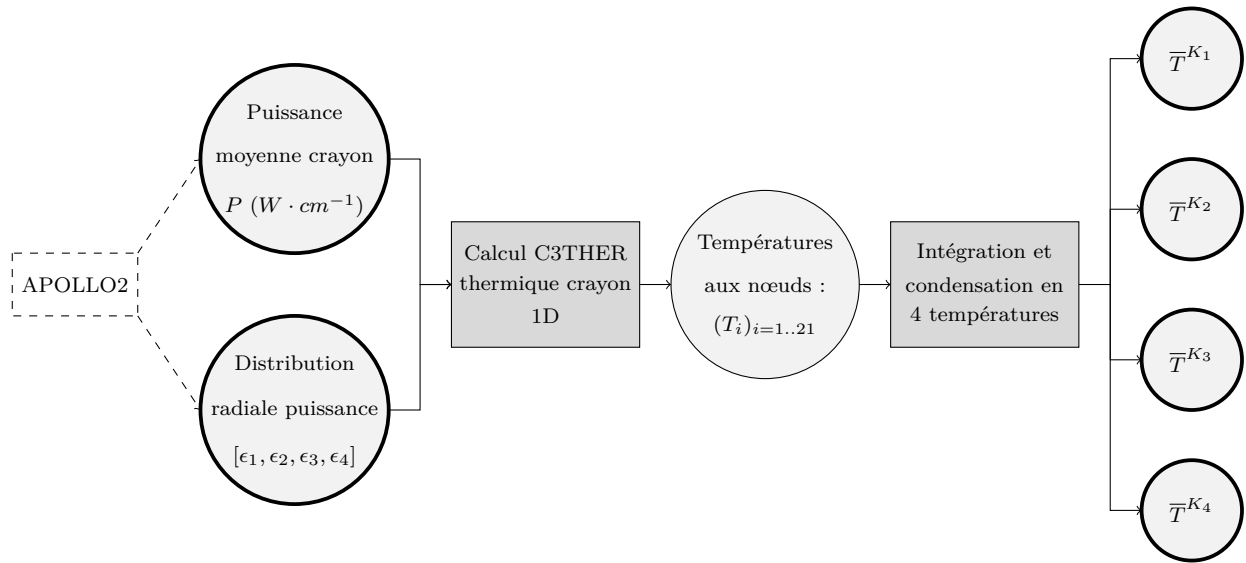 APOLLO2
Puissance
moyenne crayon
P (W · cm⁻¹)
Distribution
radiale puissance
[ϵ₁, ϵ₂, ϵ₃, ϵ₄]
Calcul C3THER
thermique crayon
1D
Températures
aux nœuds :
(Tᵢ)ᵢ₌₁..₂₁
Intégration et
condensation en
4 températures
T̅^{K₁}
T̅^{K₂}
T̅^{K₃}
T̅^{K₄}